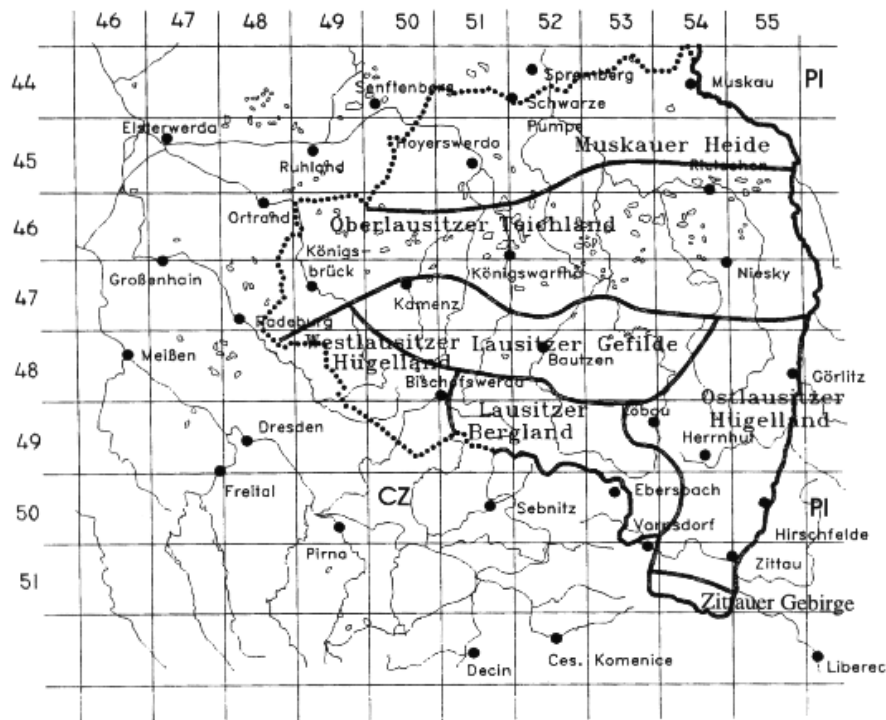 46 47 48 49 50 51 52 53 54 55
44
Senftenberg
Spremberg
Muskau
PI
Schwarze
Pumpe
Elsterwerda
Hoyerswerda
Muskauer Heide
45
Ruhland
Rietschen
Ortrand
Oberlausitzer Teichland
46
Königs-
brück
Königswartha
Niesky
Großenhain
47
Kamenz
Radeburg
Westlausitzer
Hügelland
Lausitzer Gefilde
Meißen
Bautzen
48
Bischofswerda
Görlitz
Ostlausitzer
Hügelland
Lausitzer
Bergland
Löbau
Dresden
49
Herrnhut
Freital
CZ
Ebersbach
PI
Sebnitz
50
Varnsdorf
Hirschfelde
Pirna
Zittau
51
Zittauer Gebirge
Decin
Ces. Komenice
Liberec